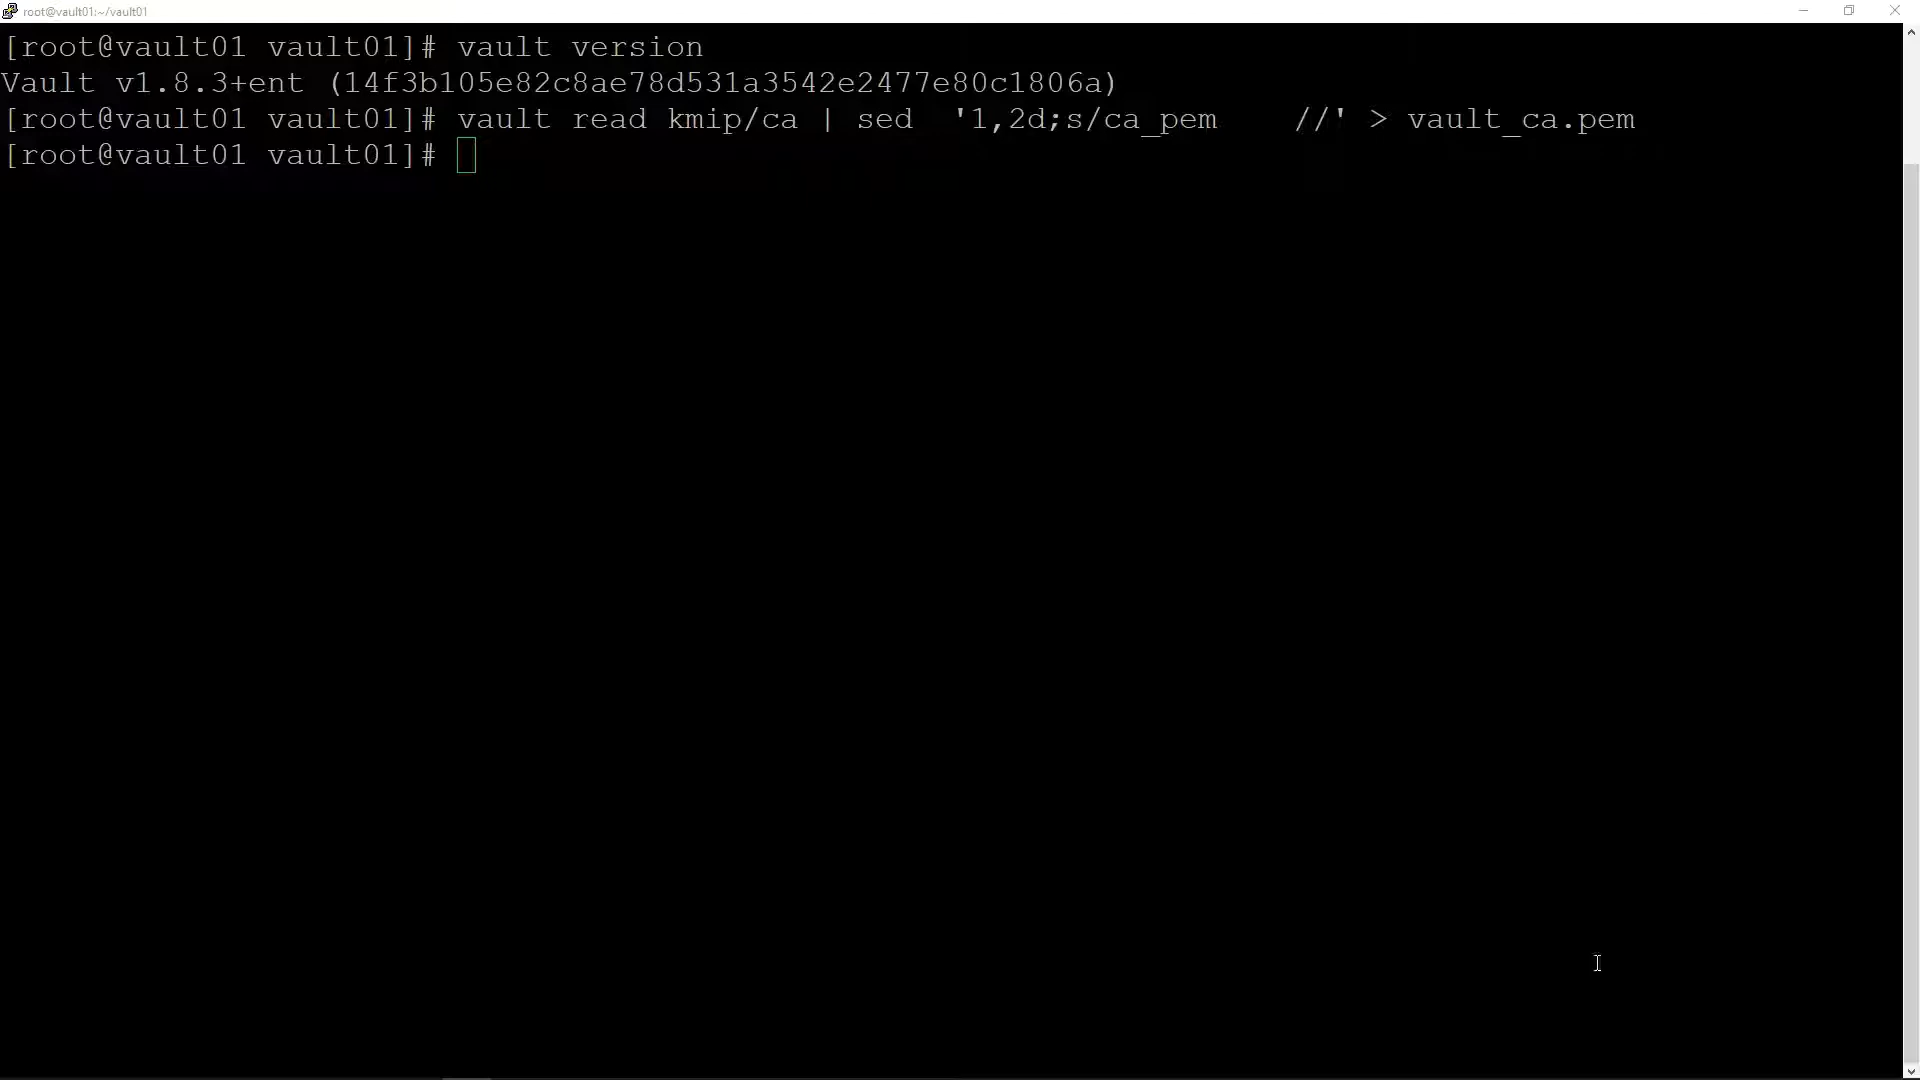 root@vault01:~/vault01
[root@vault01 vault01]# vault version
Vault v1.8.3+ent (14f3b105e82c8ae78d531a3542e2477e80c1806a)
[root@vault01 vault01]# vault read kmip/ca | sed  '1,2d;s/ca_pem    //' > vault_ca.pem
[root@vault01 vault01]#